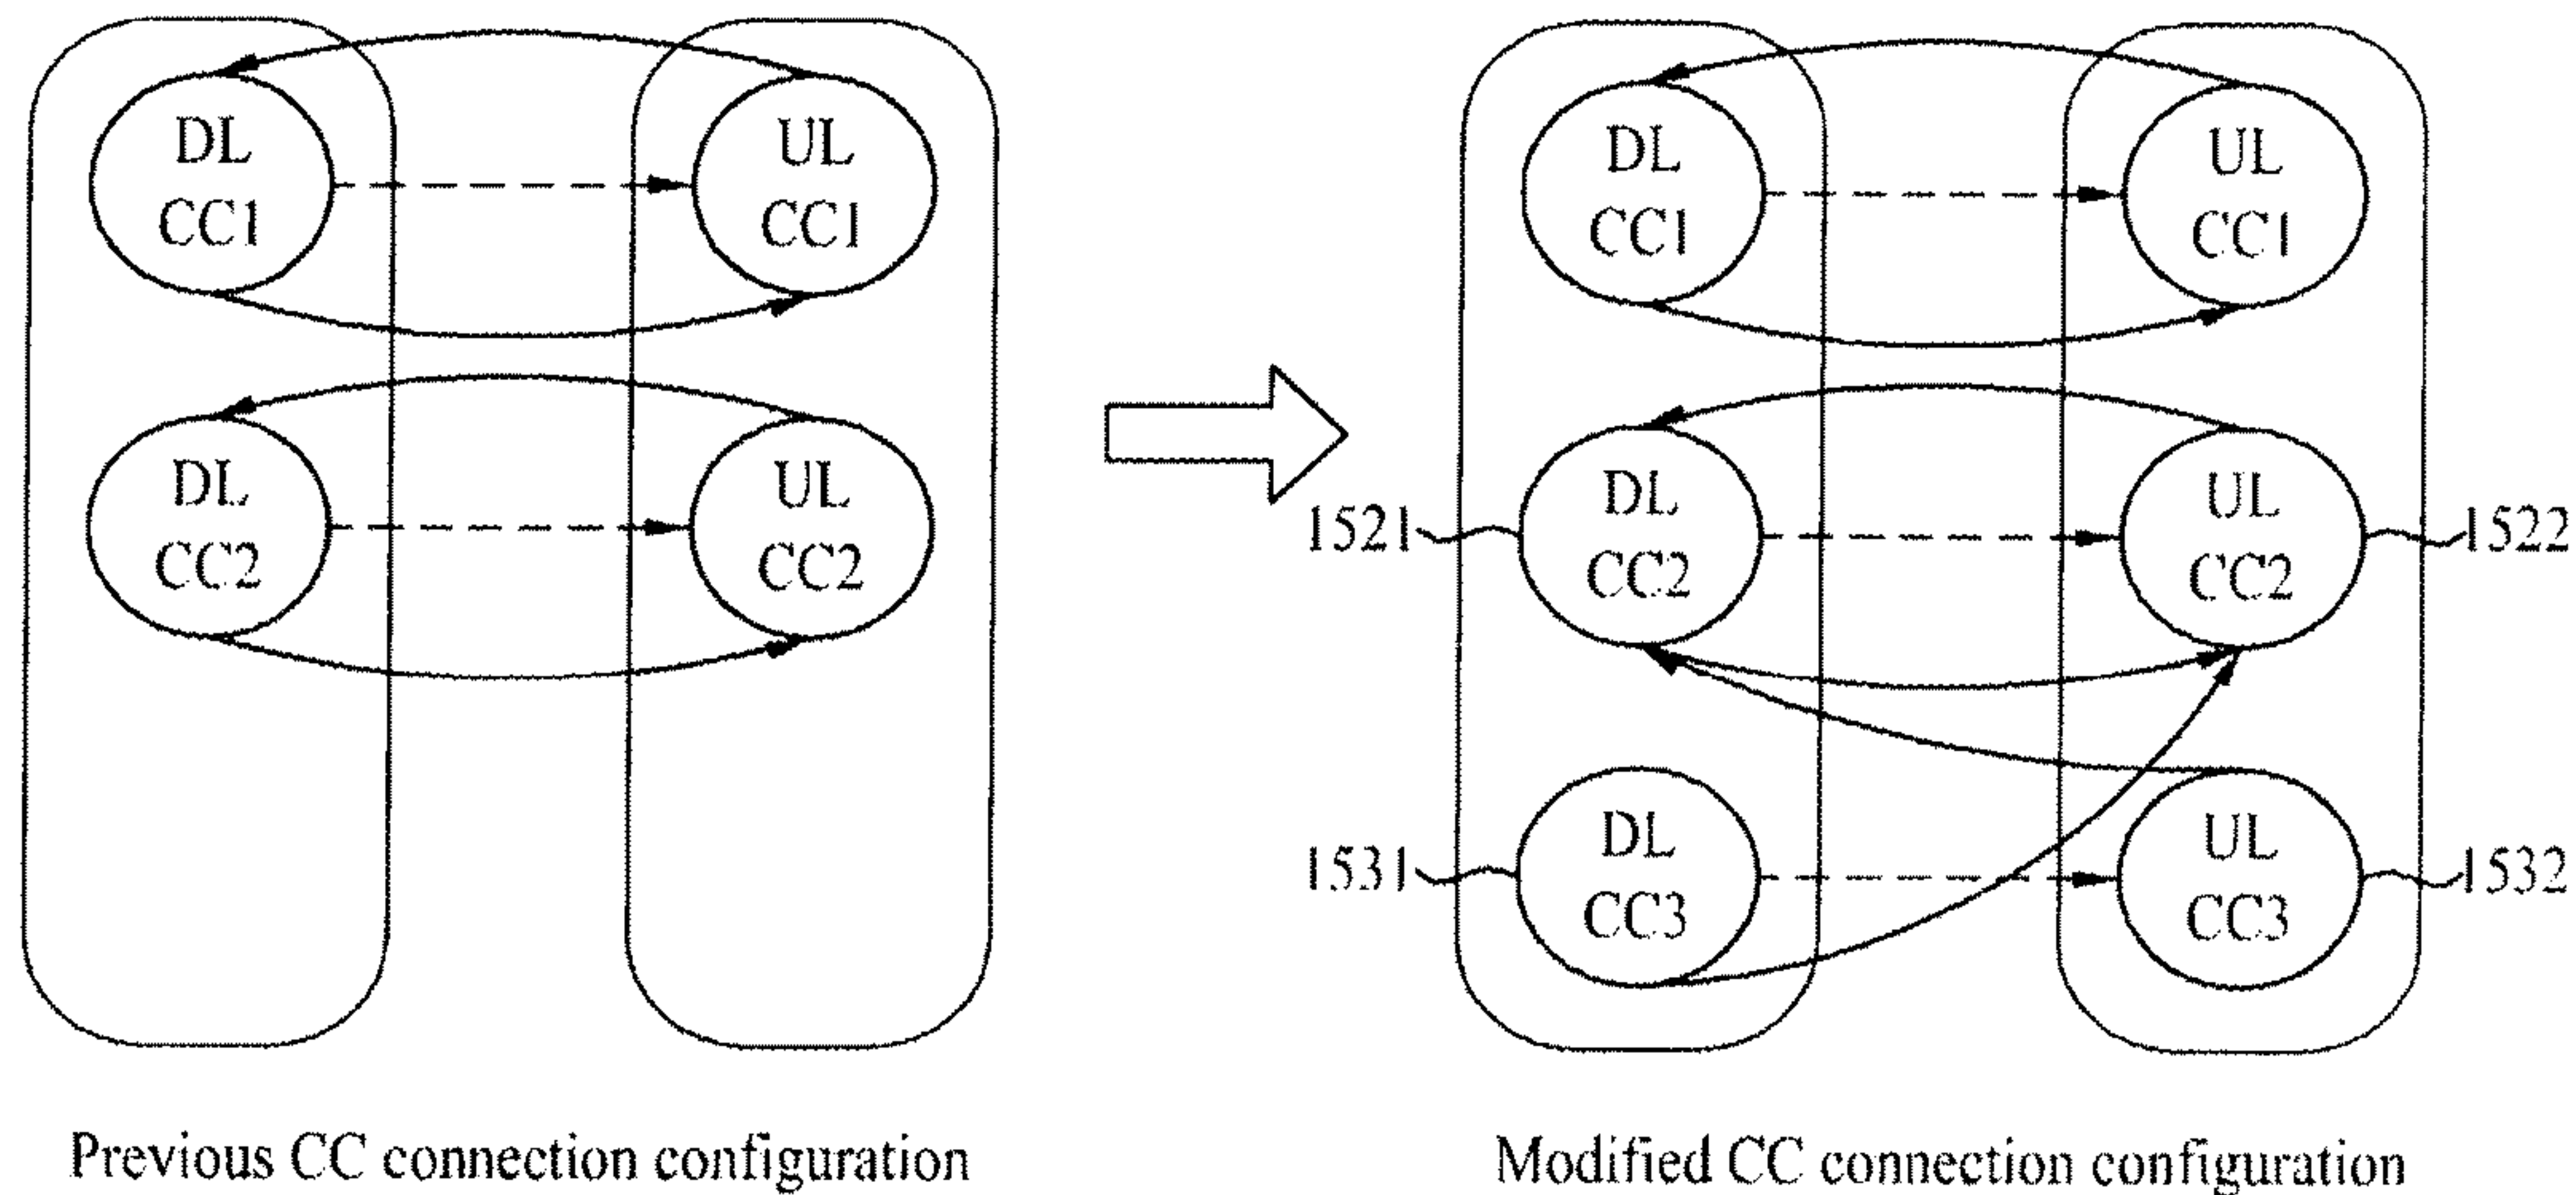 DL
CC1
UL
CC1
DL
CC2
UL
CC2
Previous CC connection configuration
DL
CC1
UL
CC1
1521
DL
CC2
UL
CC2
1522
1531
DL
CC3
UL
CC3
1532
Modified CC connection configuration